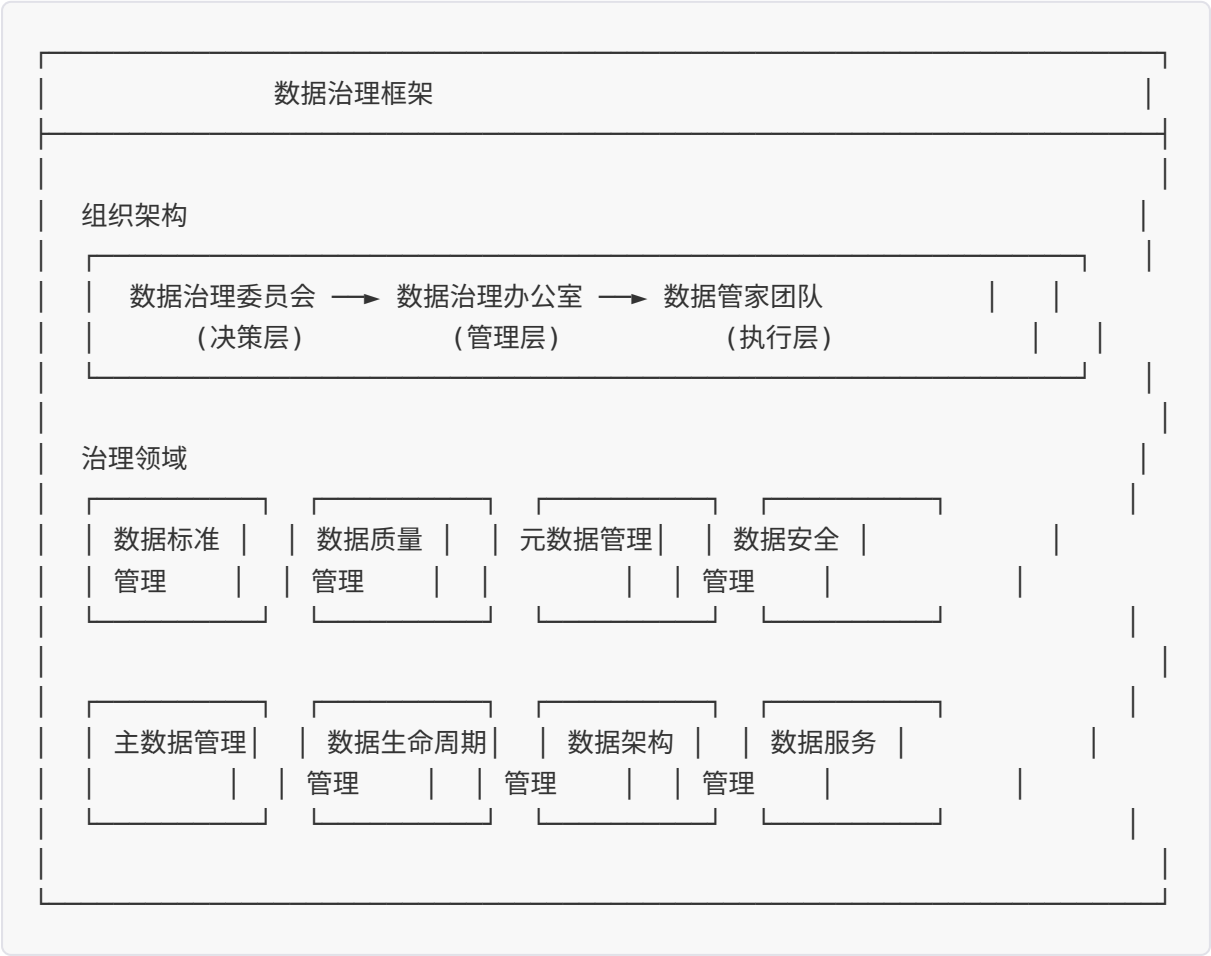 数据治理框架
组织架构
数据治理委员会 ──► 数据治理办公室 ──► 数据管家团队
(决策层) (管理层) (执行层)
治理领域
数据标准 数据质量 元数据管理 数据安全
管理 管理 管理
主数据管理 数据生命周期 数据架构 数据服务
管理 管理 管理